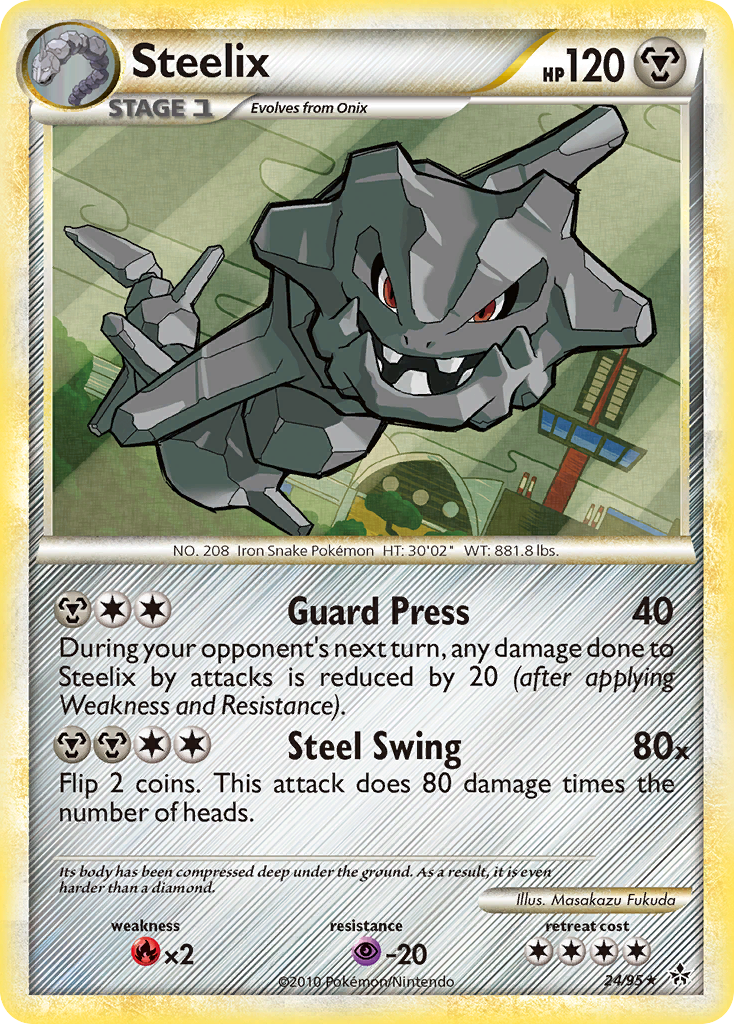 Steelix
HP 120
STAGE 1
Evolves from Onix
NO. 208 Iron Snake Pokémon HT: 30'02" WT: 881.8 lbs.
Guard Press 40
During your opponent's next turn, any damage done to
Steelix by attacks is reduced by 20 (after applying
Weakness and Resistance).
Steel Swing 80x
Flip 2 coins. This attack does 80 damage times the
number of heads.
Its body has been compressed deep under the ground. As a result, it is even
harder than a diamond.
Illus. Masakazu Fukuda
weakness resistance retreat cost
×2 -20
©2010 Pokémon/Nintendo 24/95 ★